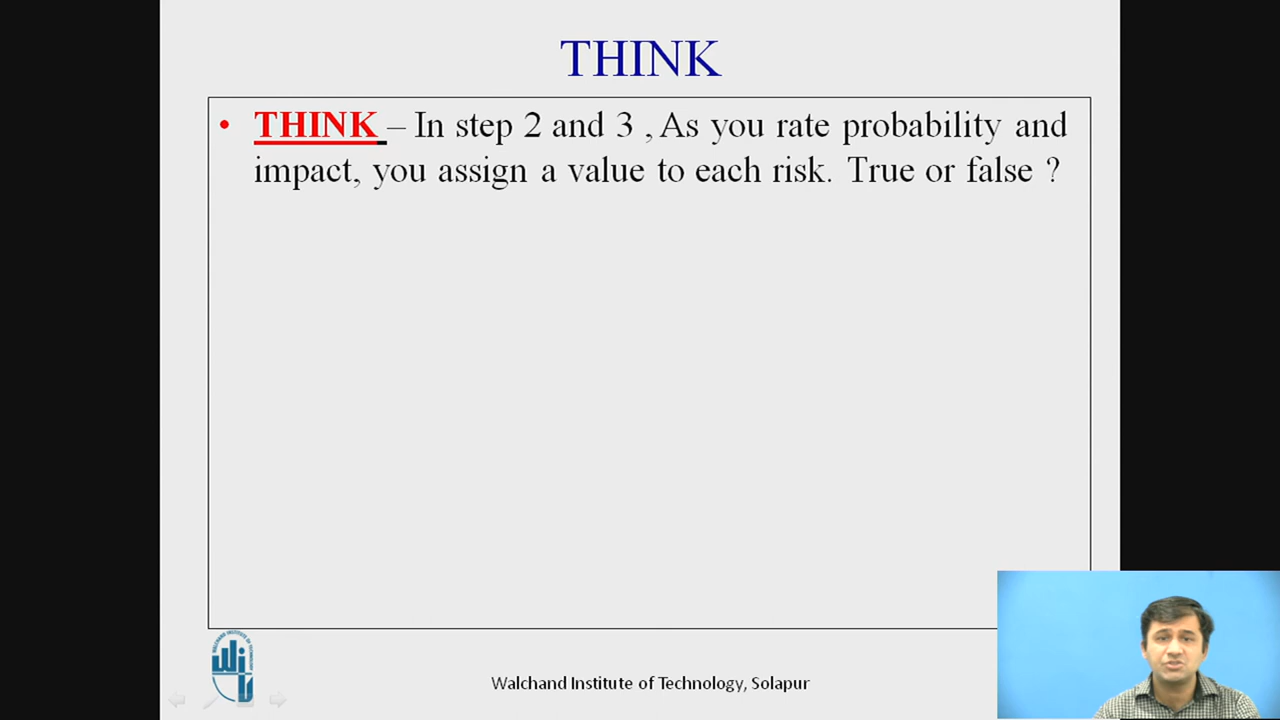 THINK
• THINK – In step 2 and 3 , As you rate probability and
impact, you assign a value to each risk. True or false ?
Walchand Institute of Technology, Solapur